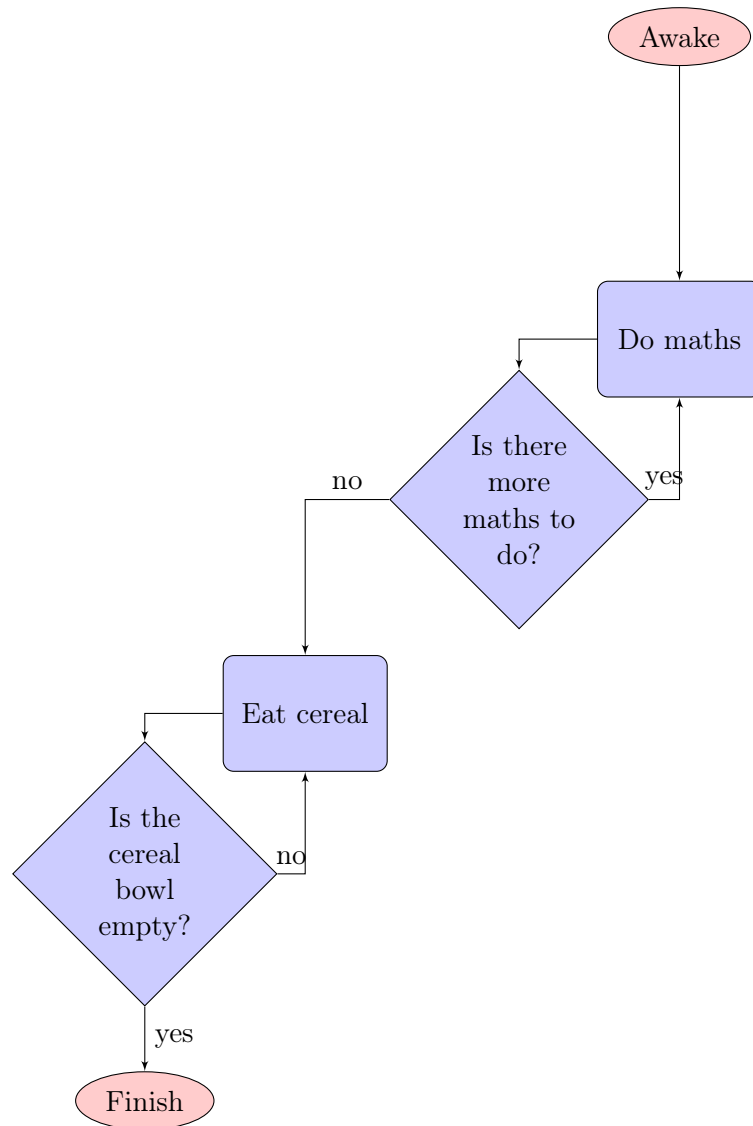 Awake
Do maths
Is there
more
maths to
do?
yes
no
Eat cereal
Is the
cereal
bowl
empty?
no
yes
Finish